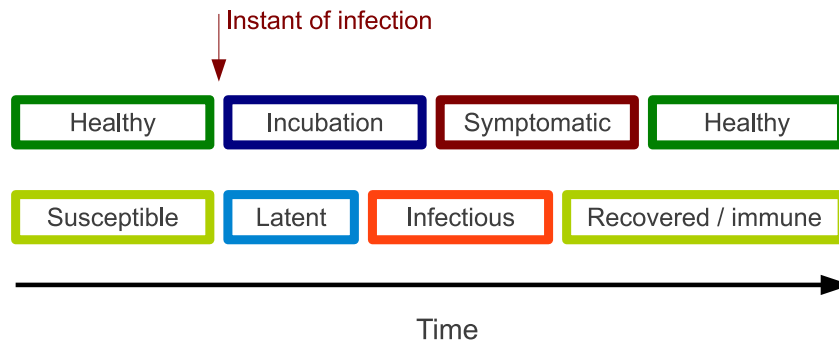 Instant of infection
Healthy Incubation Symptomatic Healthy
Susceptible Latent Infectious Recovered / immune
Time